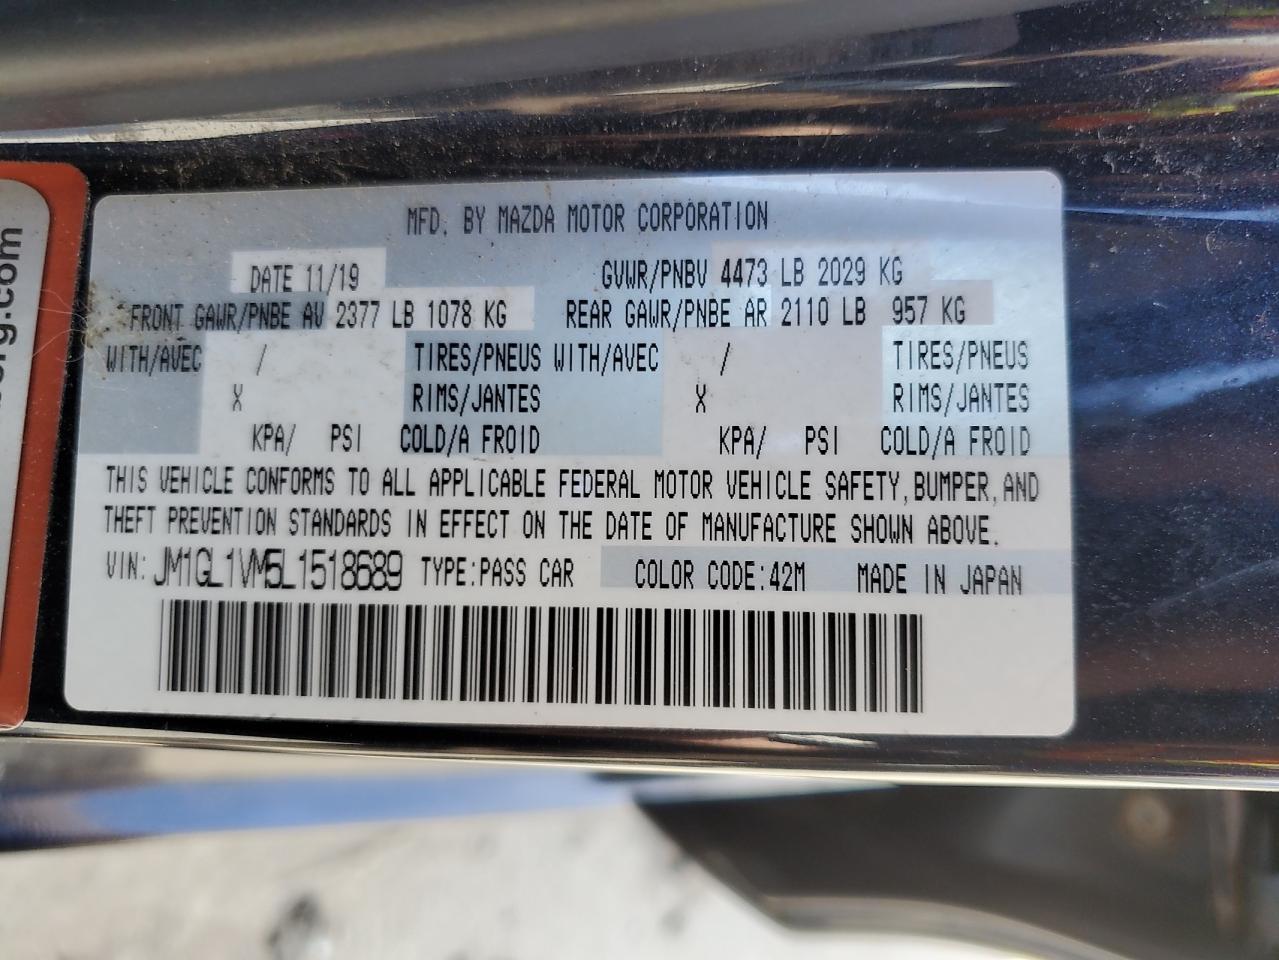 MFD. BY MAZDA MOTOR CORPORATION
DATE 11/19 GVWR/PNBV 4473 LB 2029 KG
FRONT GAWR/PNBE AV 2377 LB 1078 KG REAR GAWR/PNBE AR 2110 LB 957 KG
WITH/AVEC / TIRES/PNEUS WITH/AVEC / TIRES/PNEUS
X RIMS/JANTES X RIMS/JANTES
KPA/ PSI COLD/A FROID KPA/ PSI COLD/A FROID
THIS VEHICLE CONFORMS TO ALL APPLICABLE FEDERAL MOTOR VEHICLE SAFETY, BUMPER, AND
THEFT PREVENTION STANDARDS IN EFFECT ON THE DATE OF MANUFACTURE SHOWN ABOVE.
VIN: JM1GL1VM5L1518689 TYPE: PASS CAR COLOR CODE: 42M MADE IN JAPAN